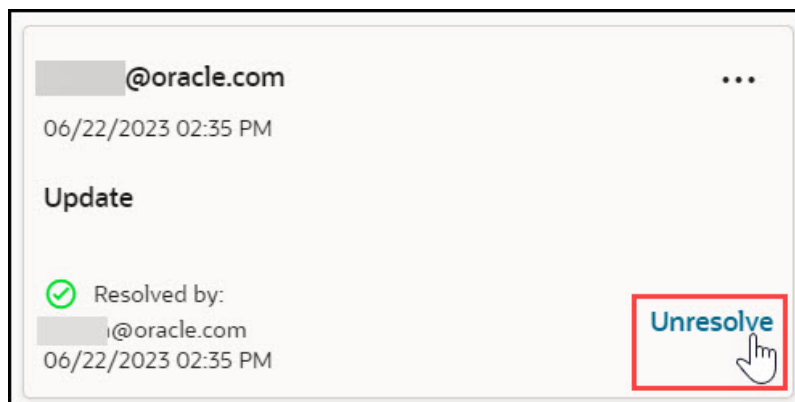 @oracle.com
...
06/22/2023 02:35 PM
Update
Resolved by:
@oracle.com
06/22/2023 02:35 PM
Unresolve